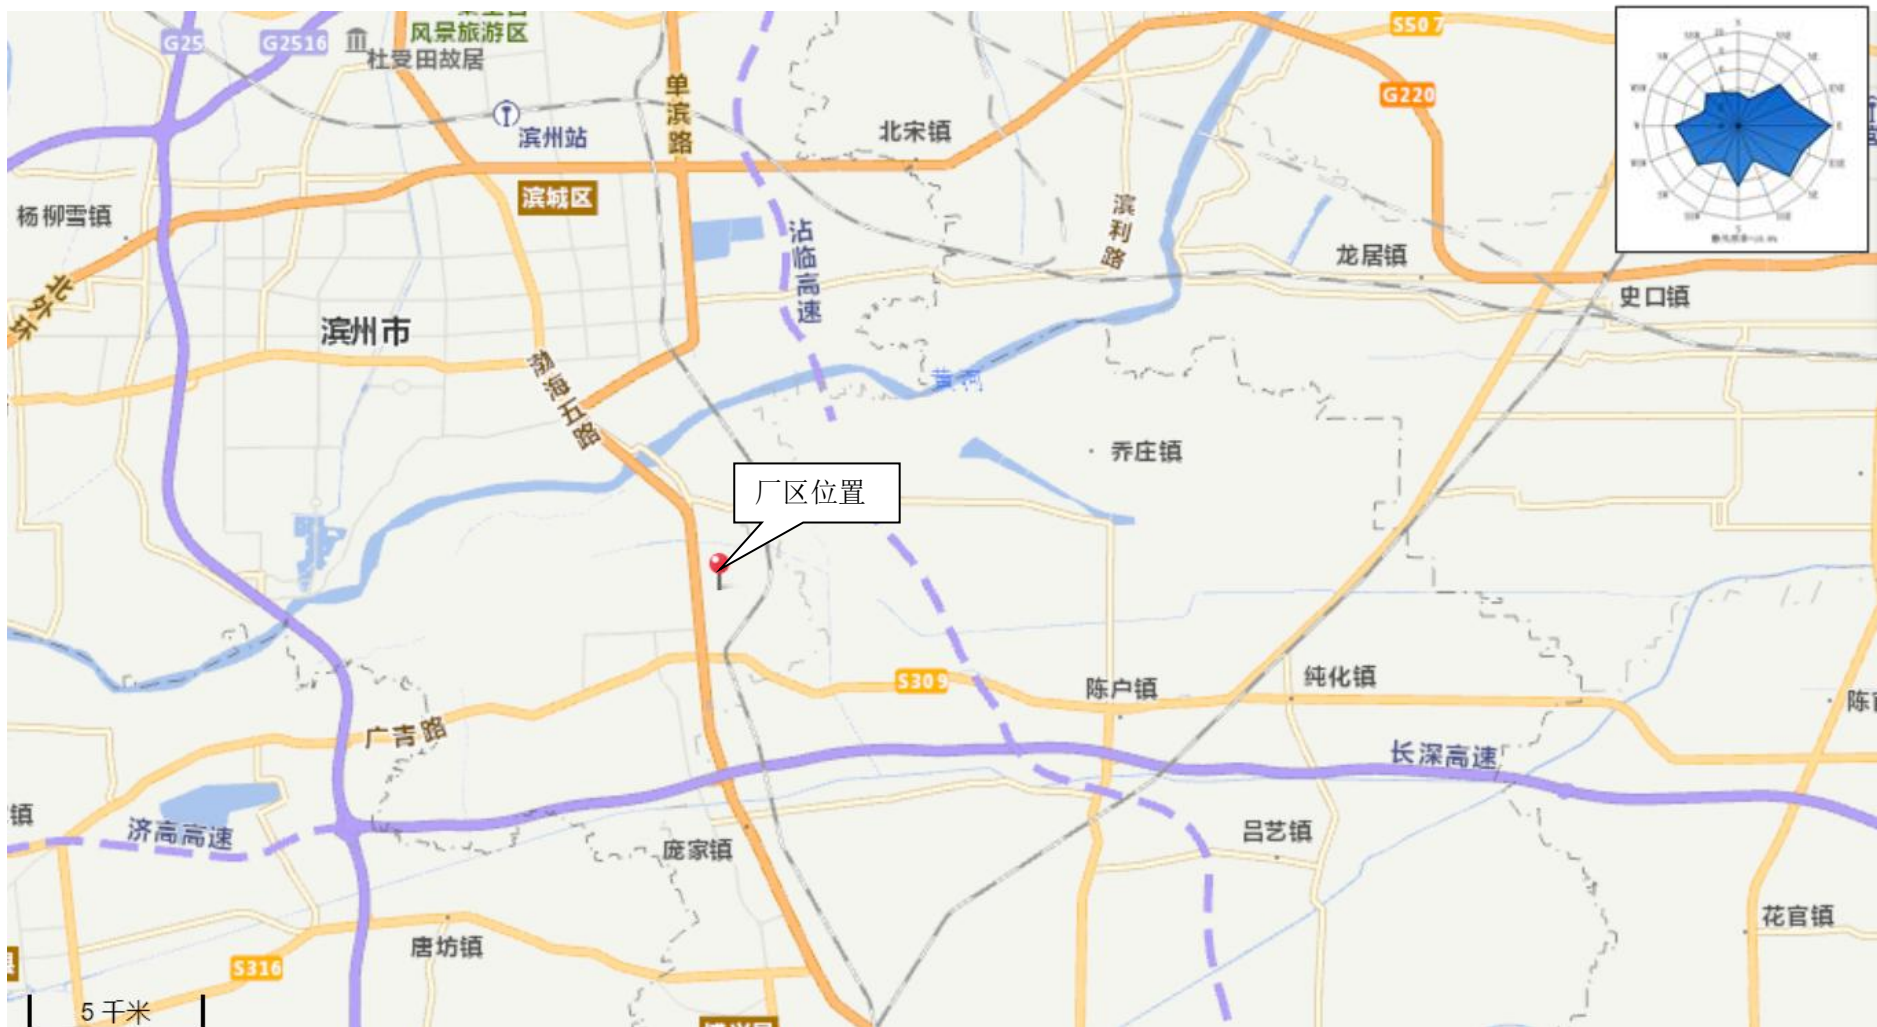 风景旅游区
杜受田故居
G25
G2516
S507
G220
单滨路
滨州站
北宋镇
滨城区
杨柳雪镇
沾临高速
滨利路
龙居镇
史口镇
北外环
滨州市
渤海五路
黄河
乔庄镇
厂区位置
S309
陈户镇
纯化镇
广吉路
长深高速
济高高速
镇
庞家镇
吕艺镇
唐坊镇
花官镇
S316
5 千米